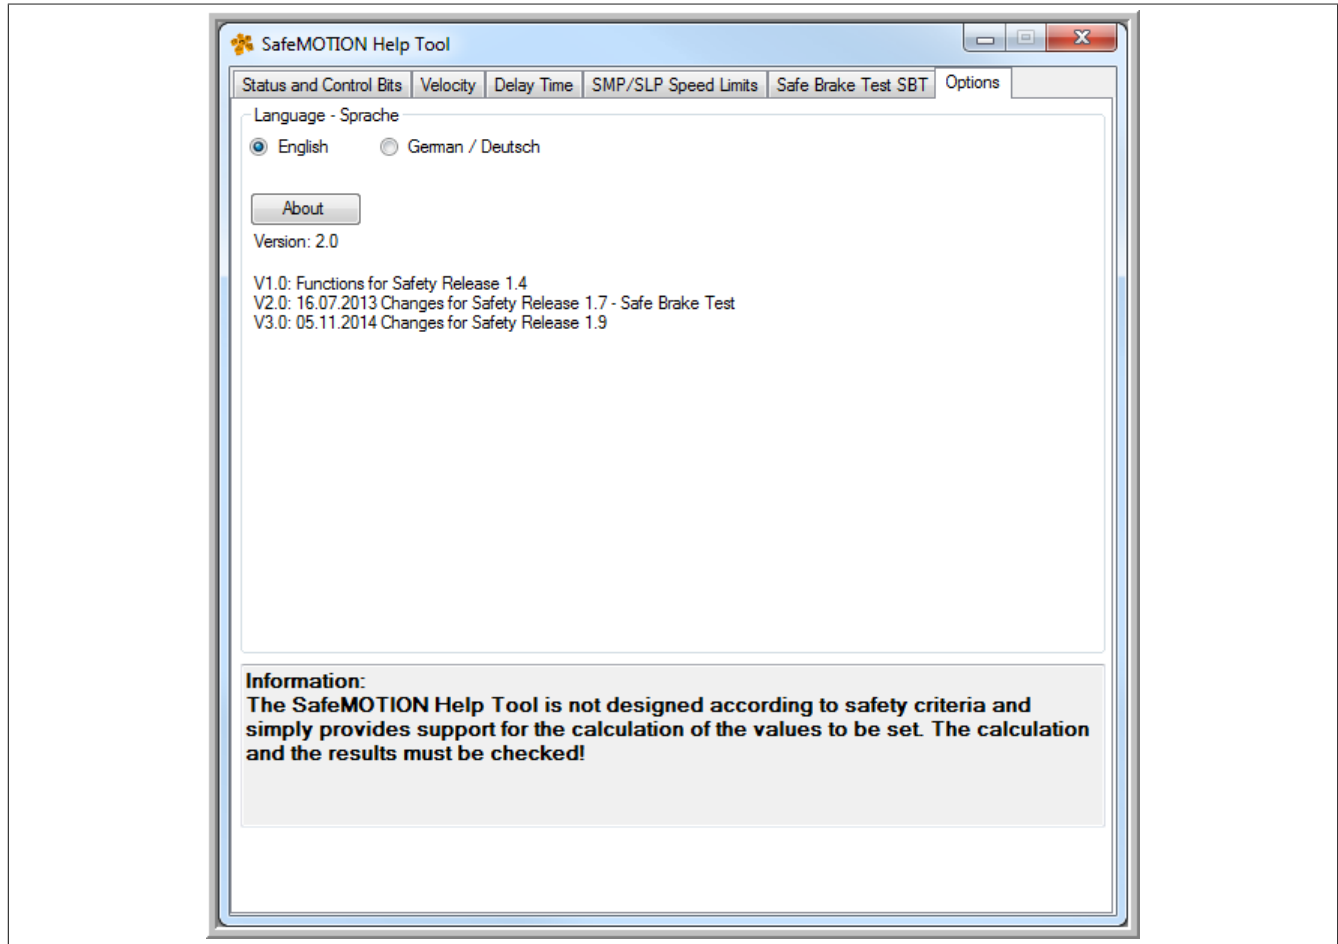 SafeMOTION Help Tool
Status and Control Bits Velocity Delay Time SMP/SLP Speed Limits Safe Brake Test SBT Options
Language - Sprache
English German / Deutsch
About
Version: 2.0
V1.0: Functions for Safety Release 1.4
V2.0: 16.07.2013 Changes for Safety Release 1.7 - Safe Brake Test
V3.0: 05.11.2014 Changes for Safety Release 1.9
Information:
The SafeMOTION Help Tool is not designed according to safety criteria and
simply provides support for the calculation of the values to be set. The calculation
and the results must be checked!